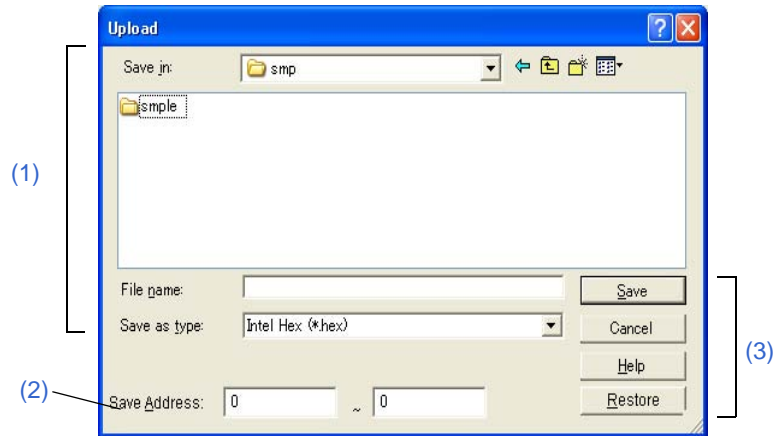 Upload
Save in: smp
smple
(1)
File name:
Save
Save as type: Intel Hex (*.hex)
Cancel
(3)
Help
(2)
Save Address: 0 ~ 0
Restore